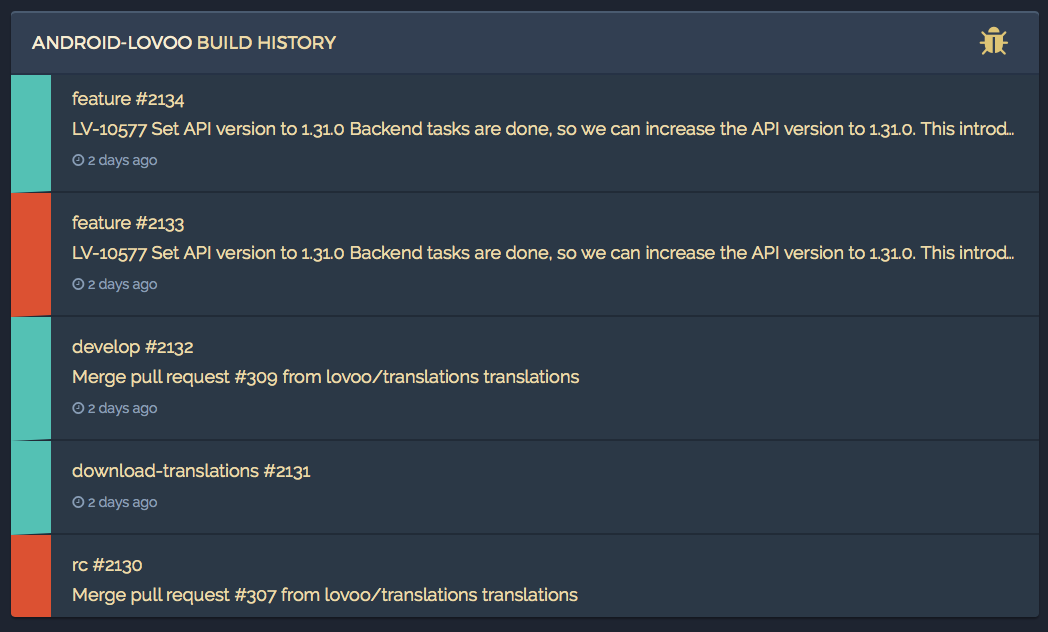 ANDROID-LOVOO BUILD HISTORY
feature #2134
LV-10577 Set API version to 1.31.0 Backend tasks are done, so we can increase the API version to 1.31.0. This introd...
2 days ago
feature #2133
LV-10577 Set API version to 1.31.0 Backend tasks are done, so we can increase the API version to 1.31.0. This introd...
2 days ago
develop #2132
Merge pull request #309 from lovoo/translations translations
2 days ago
download-translations #2131
2 days ago
rc #2130
Merge pull request #307 from lovoo/translations translations